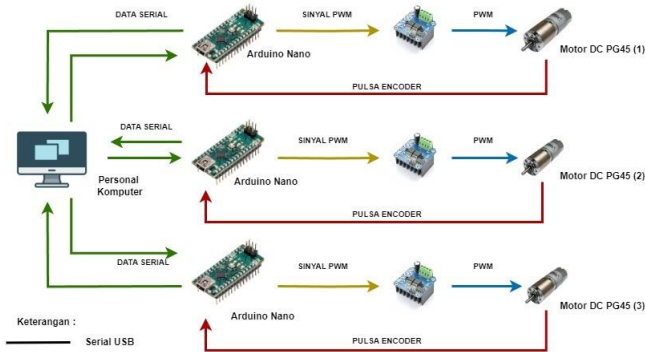 DATA SERIAL
SINYAL PWM
PWM
Arduino Nano
Motor DC PG45 (1)
PULSA ENCODER
DATA SERIAL
SINYAL PWM
PWM
Personal
Komputer
Arduino Nano
Motor DC PG45 (2)
PULSA ENCODER
DATA SERIAL
SINYAL PWM
PWM
Arduino Nano
Motor DC PG45 (3)
Keterangan :
Serial USB
PULSA ENCODER